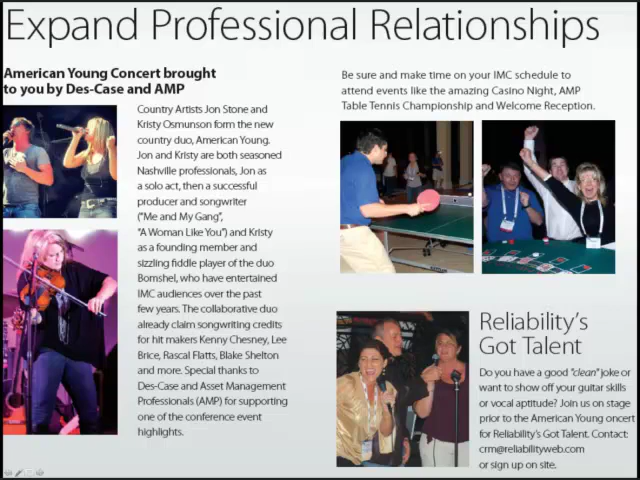 Expand Professional Relationships
American Young Concert brought
to you by Des-Case and AMP
Country Artists Jon Stone and
Kristy Osmunson form the new
country duo, American Young.
Jon and Kristy are both seasoned
Nashville professionals, Jon as
a solo act, then a successful
producer and songwriter
("Me and My Gang",
"A Woman Like You") and Kristy
as a founding member and
sizzling fiddle player of the duo
Bomshel, who have entertained
IMC audiences over the past
few years. The collaborative duo
already claim songwriting credits
for hit makers Kenny Chesney, Lee
Brice, Rascal Flatts, Blake Shelton
and more. Special thanks to
Des-Case and Asset Management
Professionals (AMP) for supporting
one of the conference event
highlights.
Be sure and make time on your IMC schedule to
attend events like the amazing Casino Night, AMP
Table Tennis Championship and Welcome Reception.
Reliability's
Got Talent
Do you have a good "clean" joke or
want to show off your guitar skills
or vocal aptitude? Join us on stage
prior to the American Young oncert
for Reliability's Got Talent. Contact:
crm@reliabilityweb.com
or sign up on site.